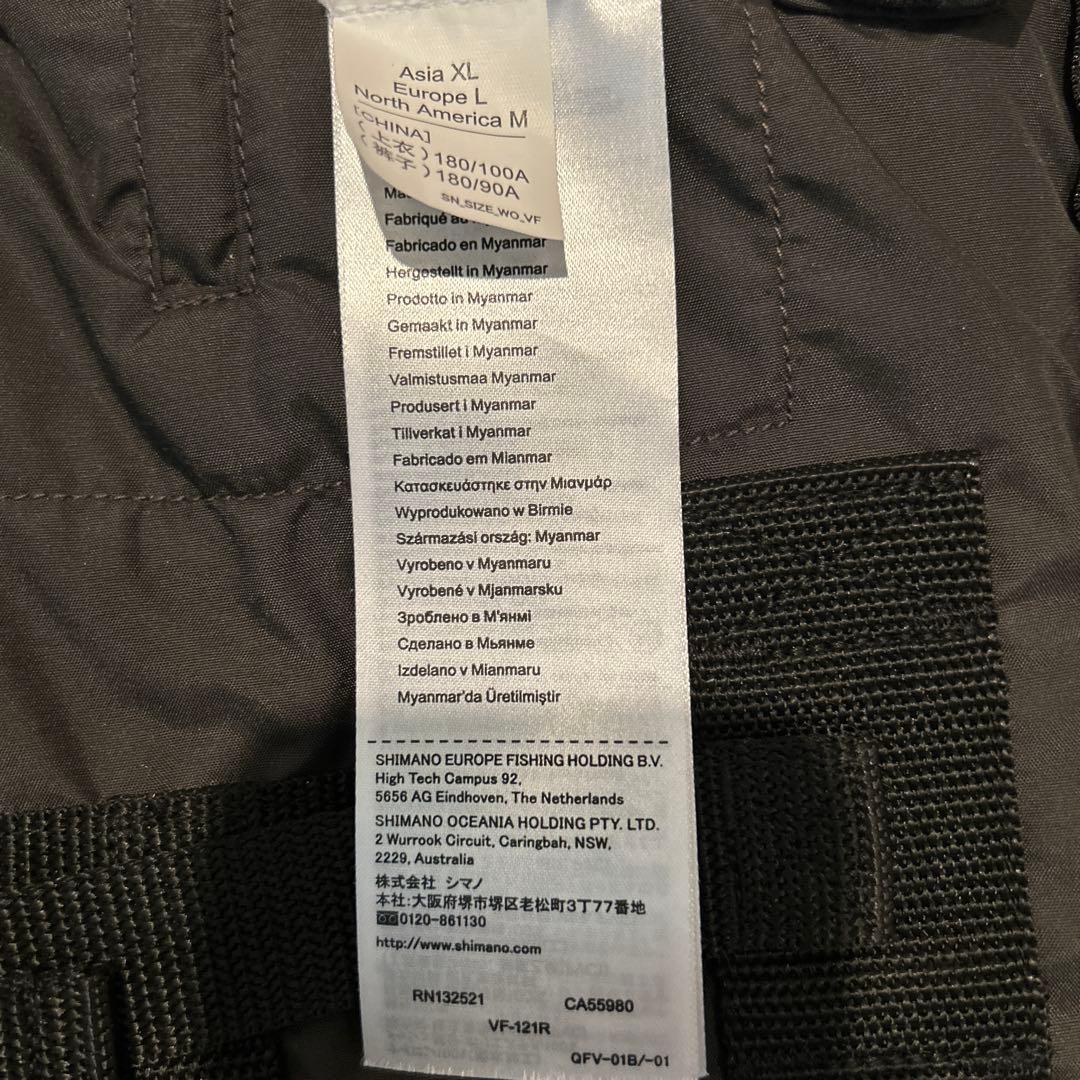 Asia XL
Europe L
North America M
[CHINA]
(上衣) 180/100A
(裤子) 180/90A
SN_SIZE_WO_VF
Fabriqué au
Fabricado en Myanmar
Hergestellt in Myanmar
Prodotto in Myanmar
Gemaakt in Myanmar
Fremstillet i Myanmar
Valmistusmaa Myanmar
Produsert i Myanmar
Tillverkat i Myanmar
Fabricado em Mianmar
Κατασκευάστηκε στην Μιανμάρ
Wyprodukowano w Birmie
Származási ország: Myanmar
Vyrobeno v Myanmaru
Vyrobené v Mjanmarsku
Зроблено в М'янмі
Сделано в Мьянме
Izdelano v Mianmaru
Myanmar'da Üretilmiştir
SHIMANO EUROPE FISHING HOLDING B.V.
High Tech Campus 92,
5656 AG Eindhoven, The Netherlands
SHIMANO OCEANIA HOLDING PTY. LTD.
2 Wurrook Circuit, Caringbah, NSW,
2229, Australia
株式会社 シマノ
本社:大阪府堺市堺区老松町3丁77番地
0120-861130
http://www.shimano.com
RN132521 CA55980
VF-121R
QFV-01B/-01